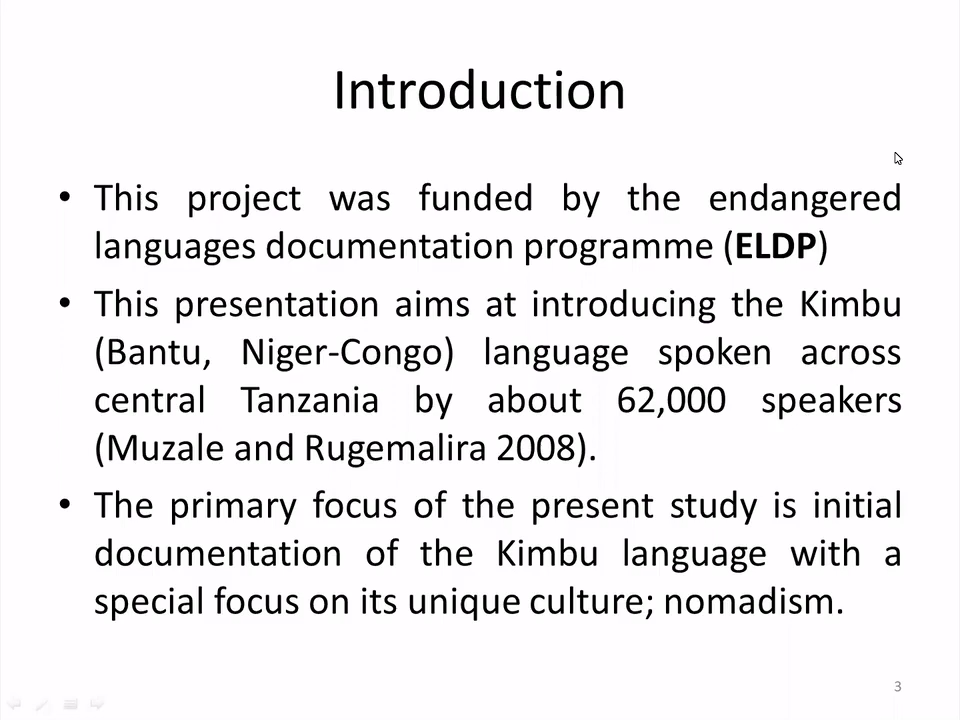 Introduction
• This project was funded by the endangered
languages documentation programme (ELDP)
• This presentation aims at introducing the Kimbu
(Bantu, Niger-Congo) language spoken across
central Tanzania by about 62,000 speakers
(Muzale and Rugemalira 2008).
• The primary focus of the present study is initial
documentation of the Kimbu language with a
special focus on its unique culture; nomadism.
3